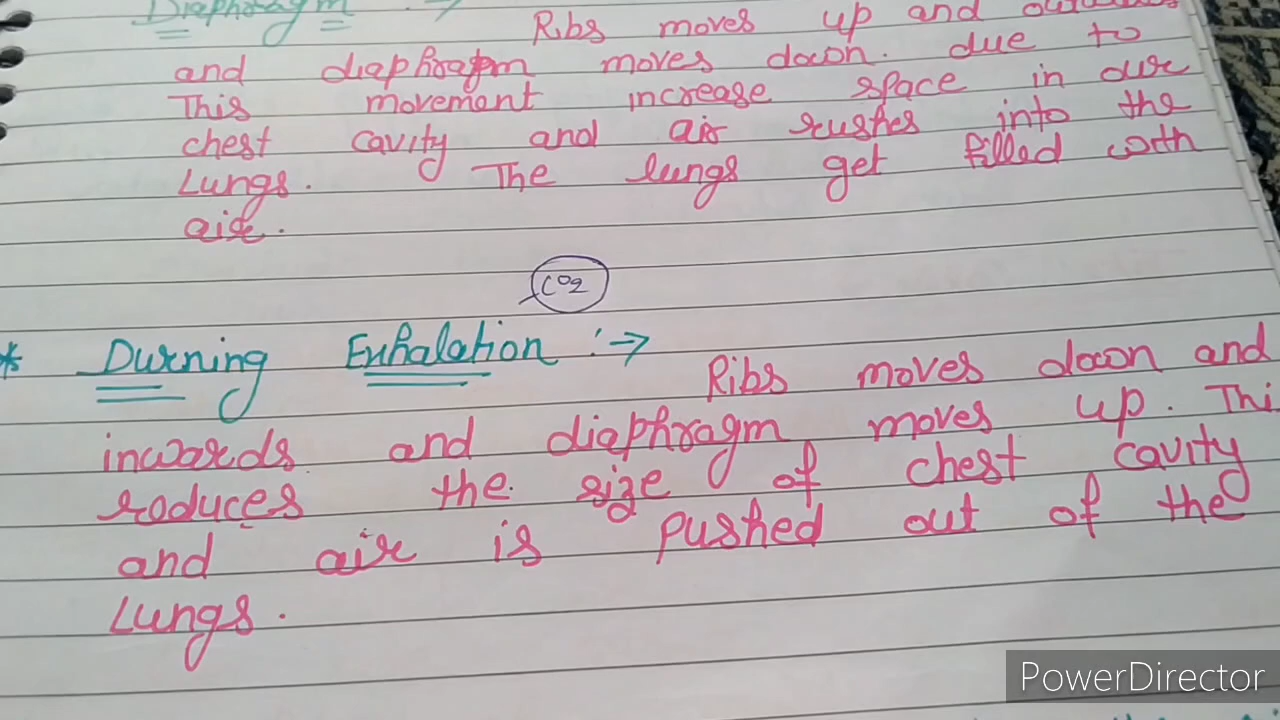 Diaphragm :→
Ribs moves up and outwards
and diaphragm moves down. due to
This movement increase space in our
chest cavity and air rushes into the
Lungs. The lungs get filled with
air.
CO2
* Durning Enhalation :→
Ribs moves down and
inwards and diaphragm moves up. Thi
reduces the size of chest cavity
and air is pushed out of the
Lungs.
PowerDirector